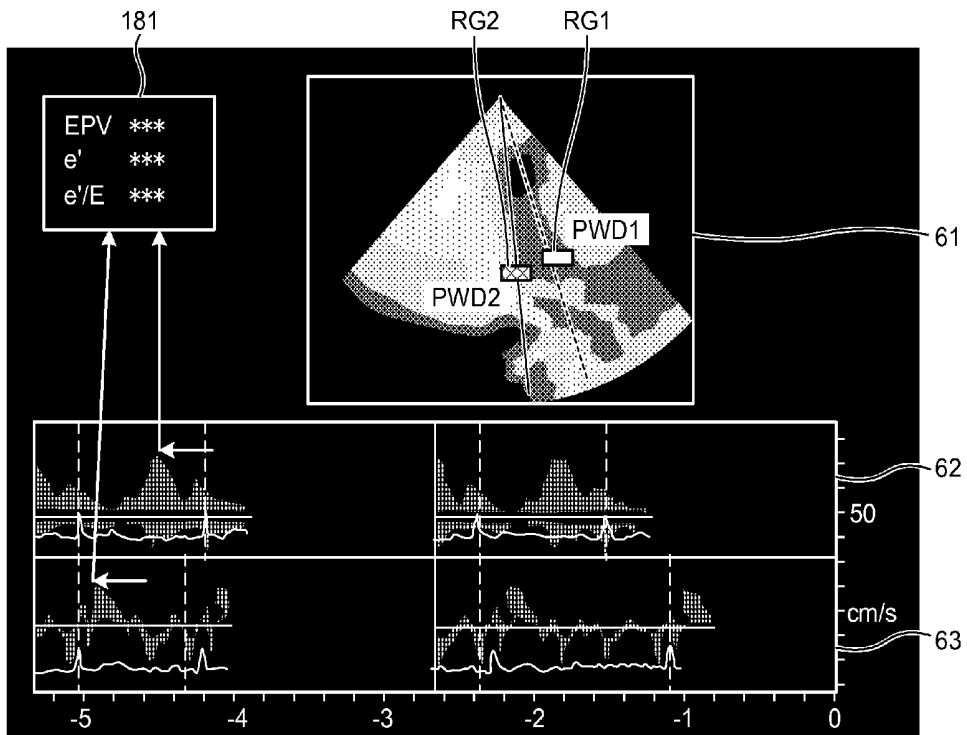 181
RG2
RG1
EPV ***
e' ***
e'/E ***
PWD1
61
PWD2
62
50
cm/s
63
-5 -4 -3 -2 -1 0